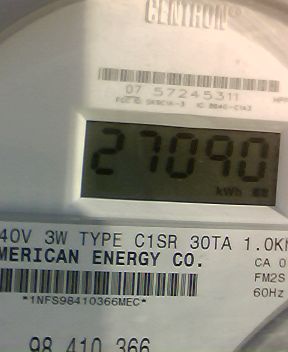 CENTRON®
07 57245311
27090
kWh
40V 3W TYPE C1SR 30TA 1.0K
MERICAN ENERGY CO.
CA 0
FM2S
60Hz
*1NFS98410366MEC*
98 410 366